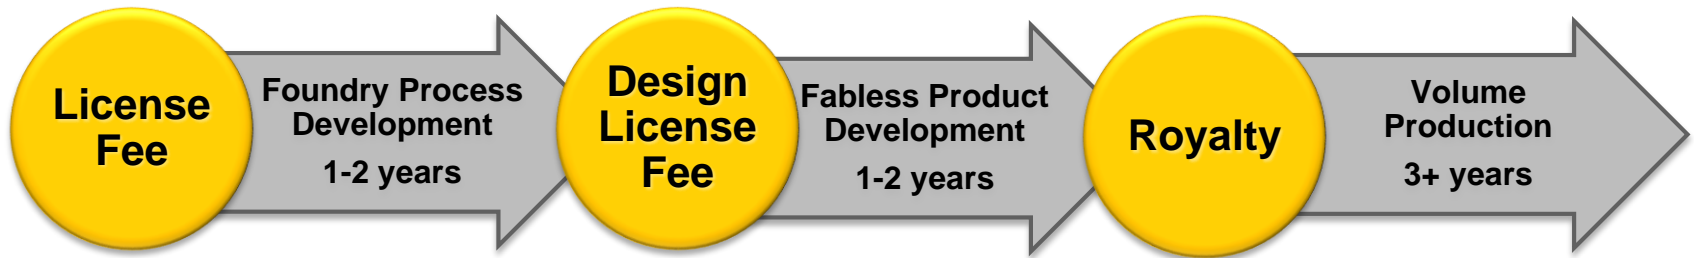 License
Fee
Foundry Process
Development
1-2 years
Design
License
Fee
Fabless Product
Development
1-2 years
Royalty
Volume
Production
3+ years